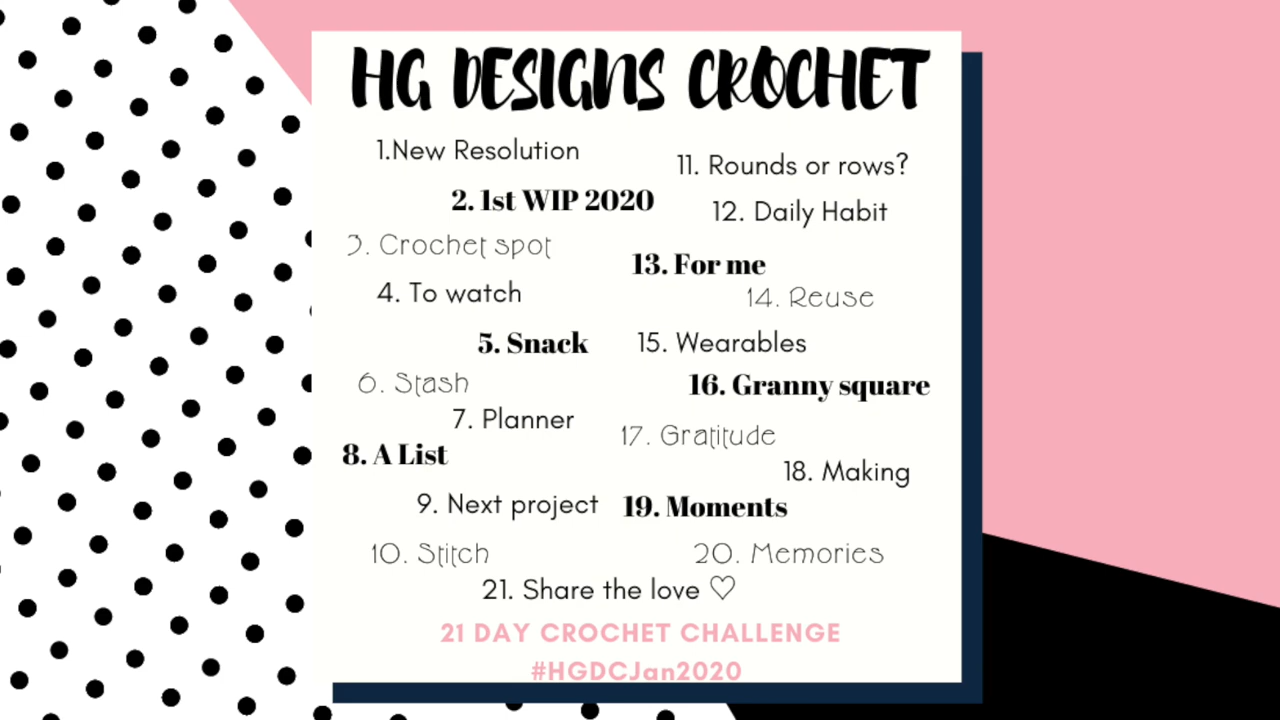 HG DESIGNS CROCHET
1.New Resolution
2. 1st WIP 2020
3. Crochet spot
4. To watch
5. Snack
6. Stash
7. Planner
8. A List
9. Next project
10. Stitch
11. Rounds or rows?
12. Daily Habit
13. For me
14. Reuse
15. Wearables
16. Granny square
17. Gratitude
18. Making
19. Moments
20. Memories
21. Share the love ♡
21 DAY CROCHET CHALLENGE
#HGDCJan2020